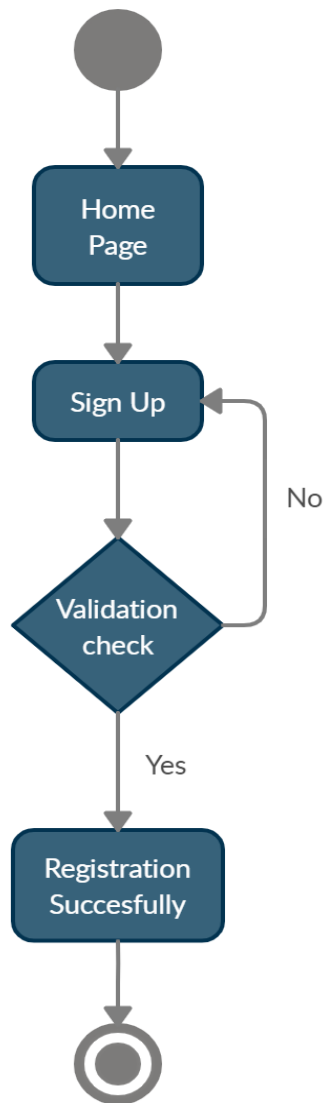 Home
Page
Sign Up
No
Validation
check
Yes
Registration
Succesfully